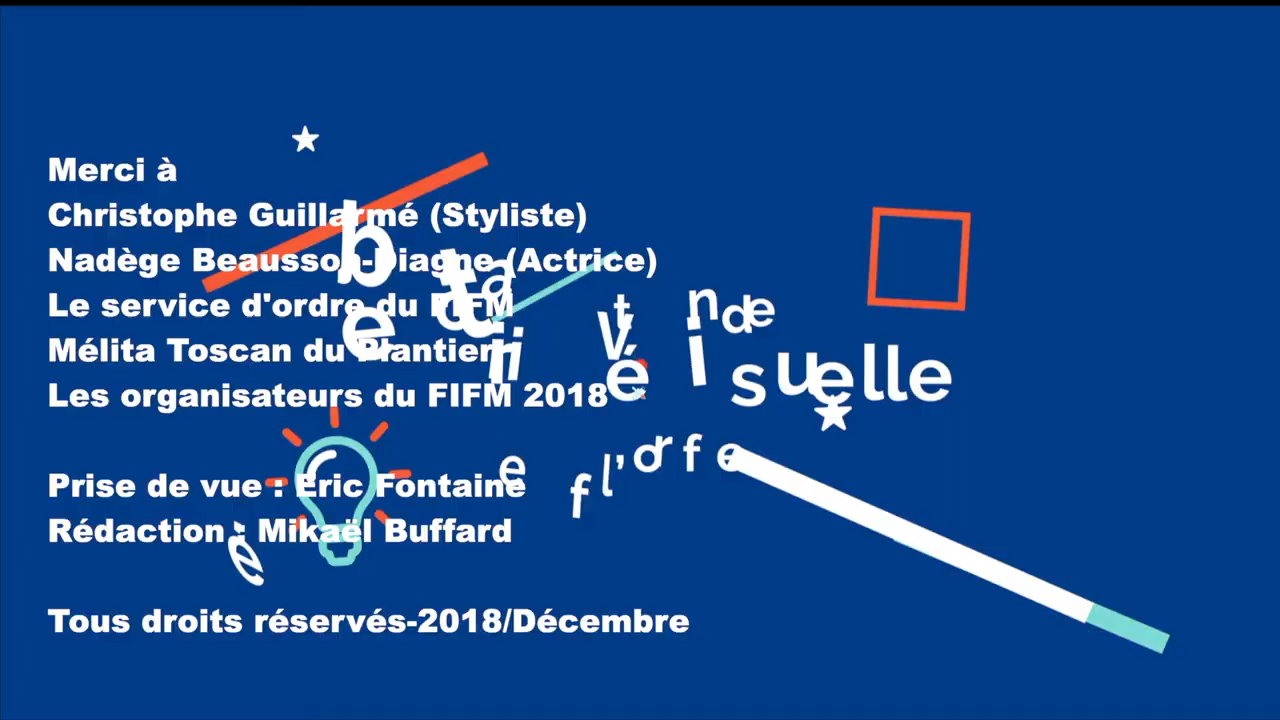 Merci à
Christophe Guillarmé (Styliste)
Nadège Beausson-Diagne (Actrice)
Le service d'ordre du FIFM
Mélita Toscan du Plantier
Les organisateurs du FIFM 2018
Prise de vue : Eric Fontaine
Rédaction : Mikaël Buffard
Tous droits réservés-2018/Décembre